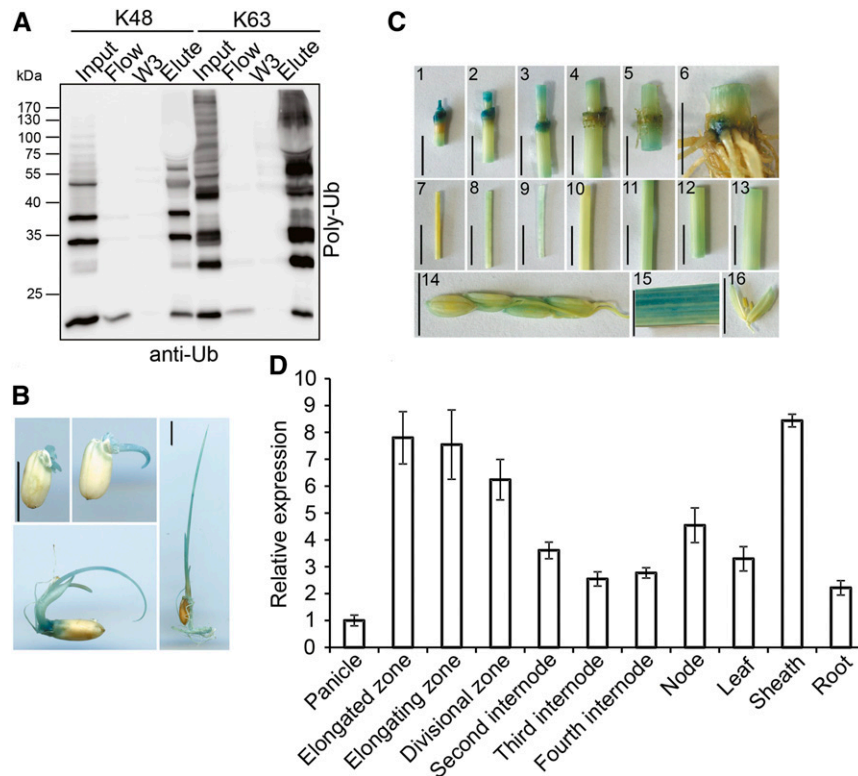 A
K48 K63
Input Flow W3 Elute Input Flow W3 Elute
kDa
170
130
100
75
55
40
35
25
Poly-Ub
anti-Ub
B
C
1 2 3 4 5 6
7 8 9 10 11 12 13
14 15 16
D
Relative expression
10
9
8
7
6
5
4
3
2
1
0
Panicle
Elongated zone
Elongating zone
Divisional zone
Second internode
Third internode
Fourth internode
Node
Leaf
Sheath
Root